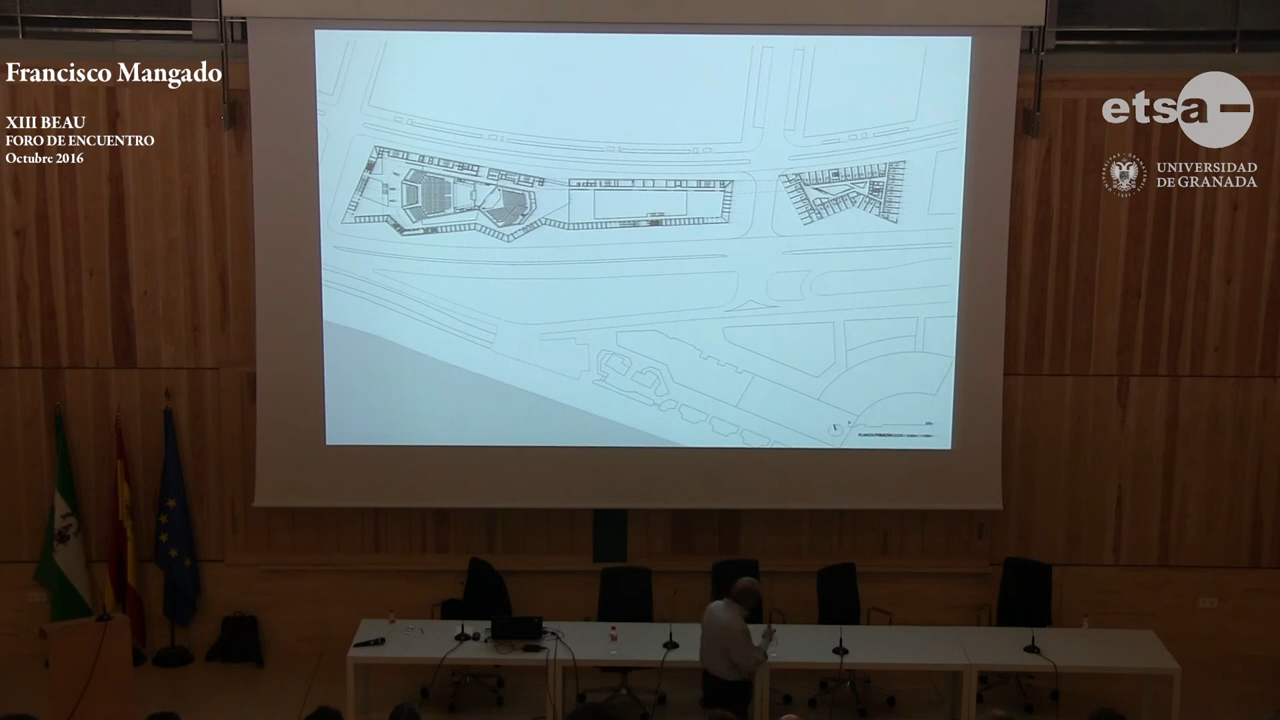 Francisco Mangado
XIII BEAU
FORO DE ENCUENTRO
Octubre 2016
etsa
UNIVERSIDAD
DE GRANADA